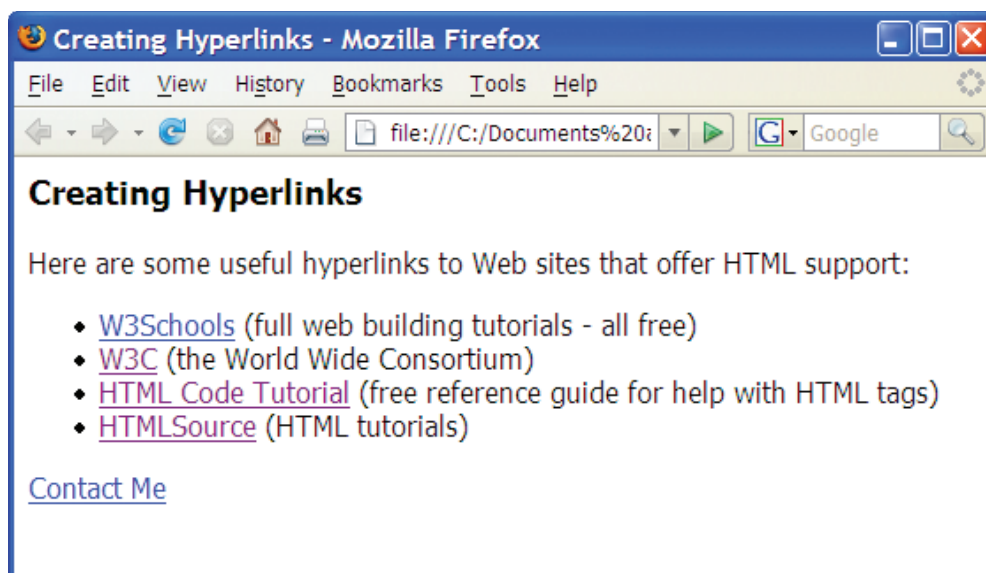 Creating Hyperlinks - Mozilla Firefox
File Edit View History Bookmarks Tools Help
file:///C:/Documents%20a G Google
Creating Hyperlinks
Here are some useful hyperlinks to Web sites that offer HTML support:
• W3Schools (full web building tutorials - all free)
• W3C (the World Wide Consortium)
• HTML Code Tutorial (free reference guide for help with HTML tags)
• HTMLSource (HTML tutorials)
Contact Me